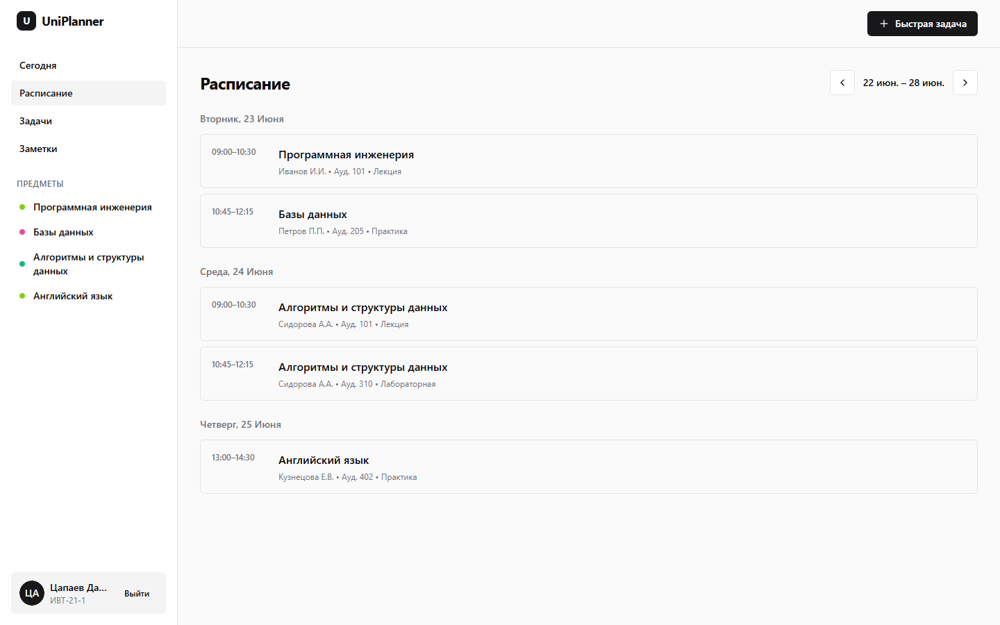 U UniPlanner
Сегодня
Расписание
Задачи
Заметки
ПРЕДМЕТЫ
Программная инженерия
Базы данных
Алгоритмы и структуры
данных
Английский язык
ЦА
Цапаев Да...
ИВТ-21-1
Выйти
+ Быстрая задача
Расписание
22 июн. – 28 июн.
Вторник, 23 Июня
09:00–10:30
Программная инженерия
Иванов И.И. • Ауд. 101 • Лекция
10:45–12:15
Базы данных
Петров П.П. • Ауд. 205 • Практика
Среда, 24 Июня
09:00–10:30
Алгоритмы и структуры данных
Сидорова А.А. • Ауд. 101 • Лекция
10:45–12:15
Алгоритмы и структуры данных
Сидорова А.А. • Ауд. 310 • Лабораторная
Четверг, 25 Июня
13:00–14:30
Английский язык
Кузнецова Е.В. • Ауд. 402 • Практика